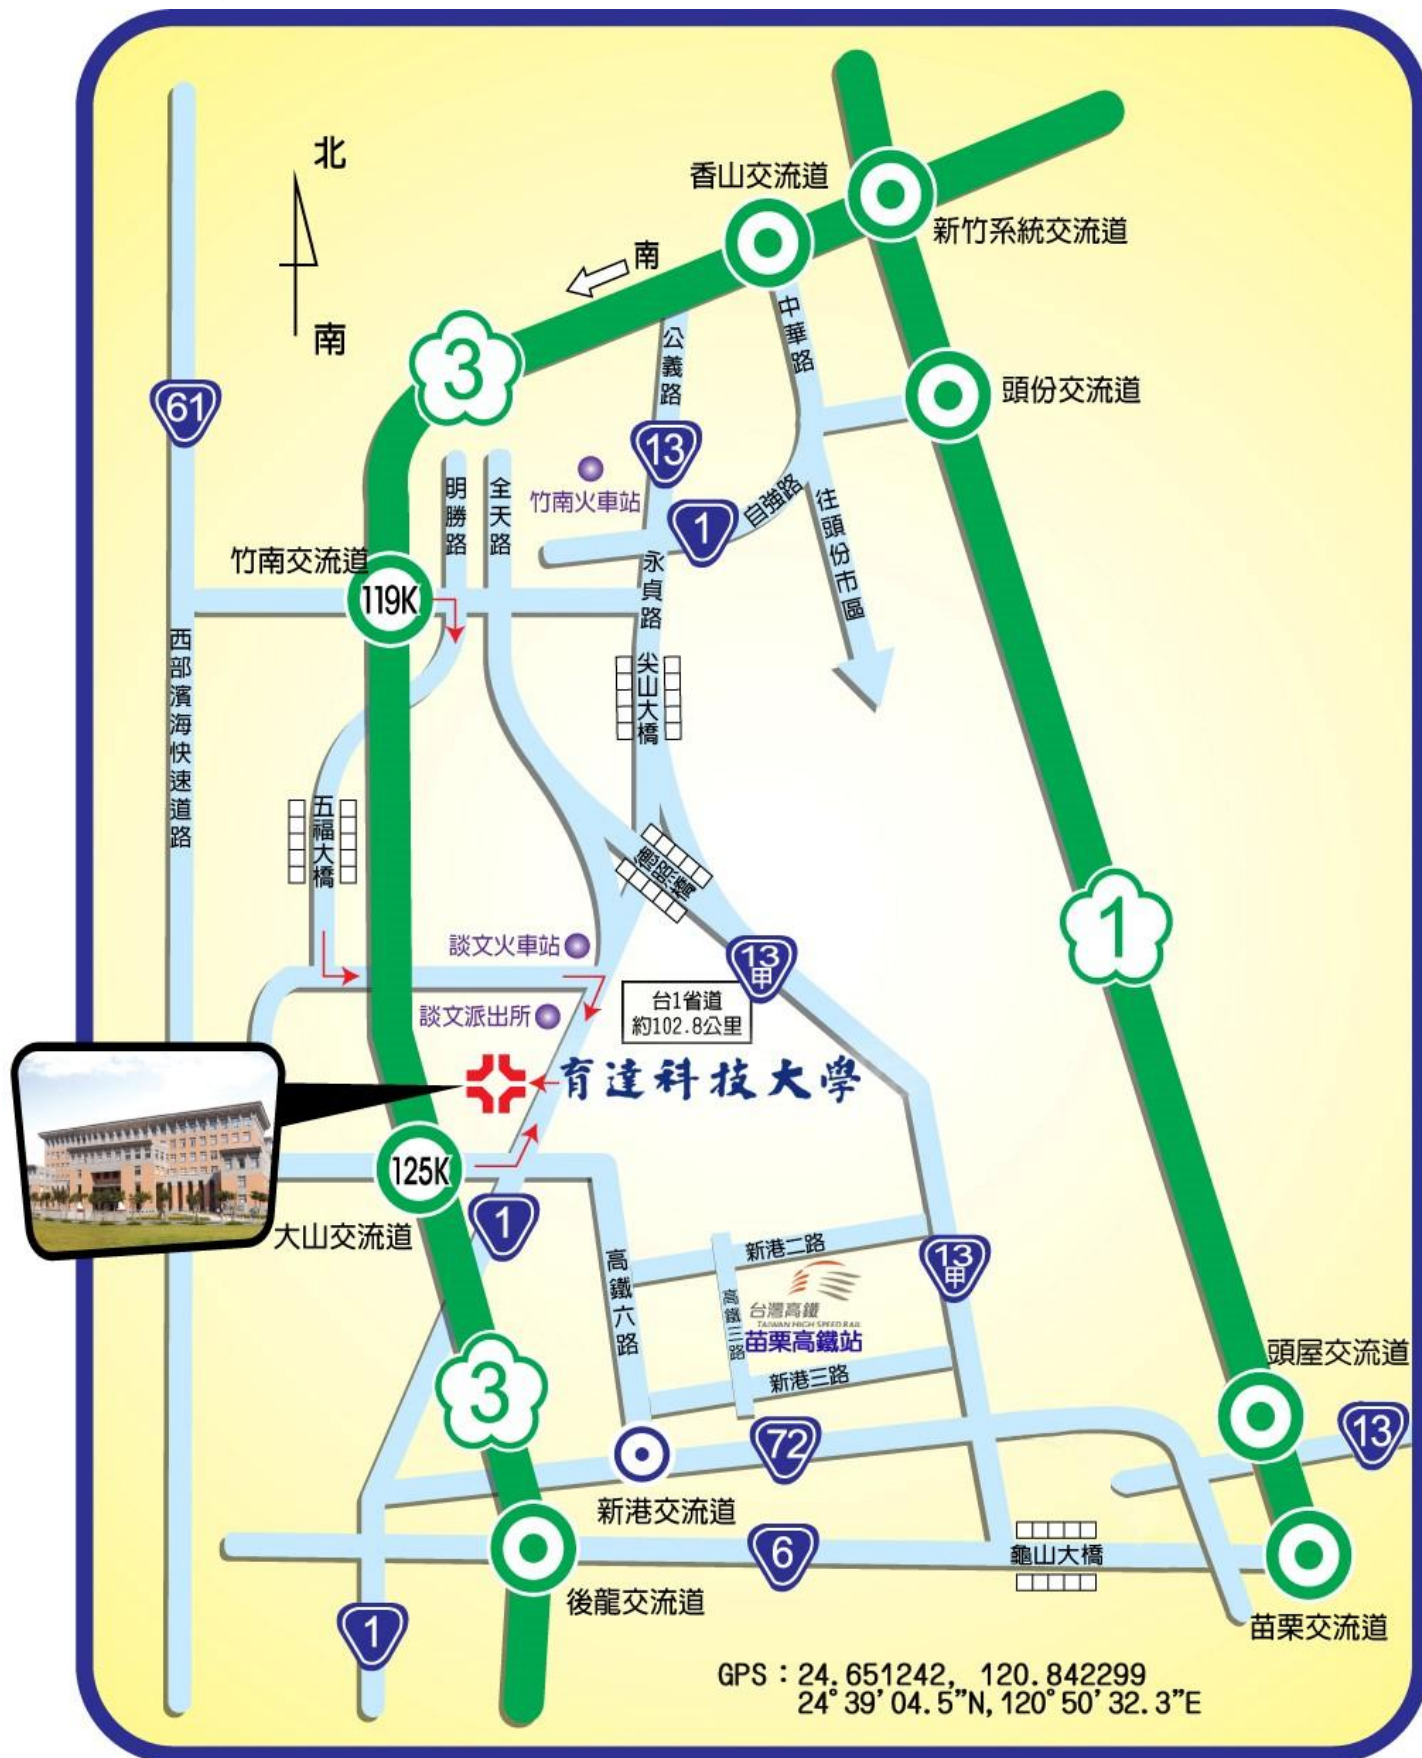 北
南
香山交流道
新竹系統交流道
南
3
公義路
中華路
頭份交流道
61
13
1
自強路
往頭份市區
明勝路
全天路
竹南火車站
竹南交流道
119K
永貞路
尖山大橋
西部濱海快速道路
五福大橋
1
談文火車站
13
甲
談文派出所
台1省道
約102.8公里
育達科技大學
125K
大山交流道
1
高鐵六路
新港二路
13
甲
高鐵三路
台灣高鐵
TAIWAN HIGH SPEED RAIL
苗栗高鐵站
新港三路
頭屋交流道
3
72
13
新港交流道
6
龜山大橋
後龍交流道
1
苗栗交流道
GPS：24.651242, 120.842299
24°39'04.5"N, 120°50'32.3"E